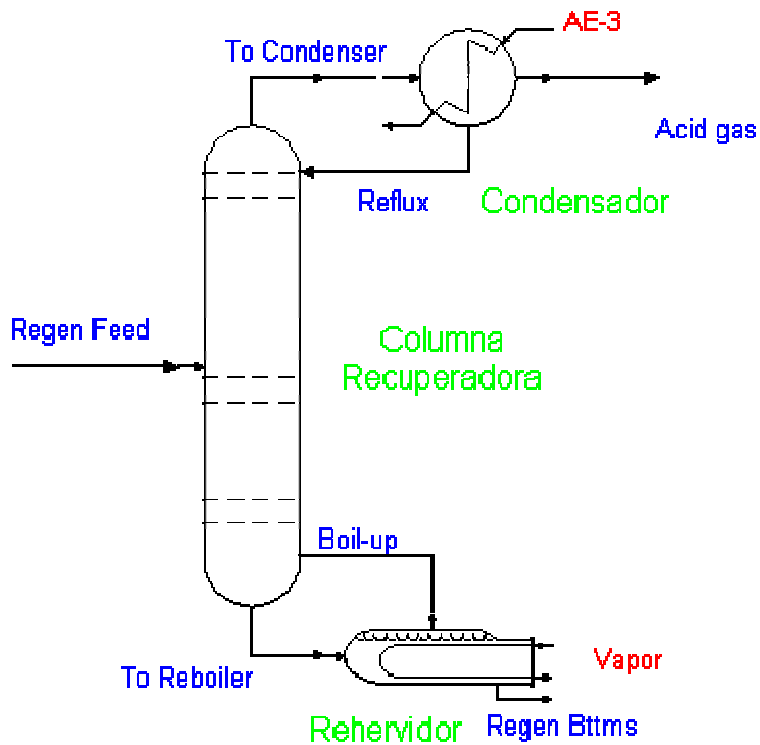 AE-3
To Condenser
Acid gas
Reflux
Condensador
Regen Feed
Columna
Recuperadora
Boil-up
Vapor
To Reboiler
Rehervidor
Regen Bttms